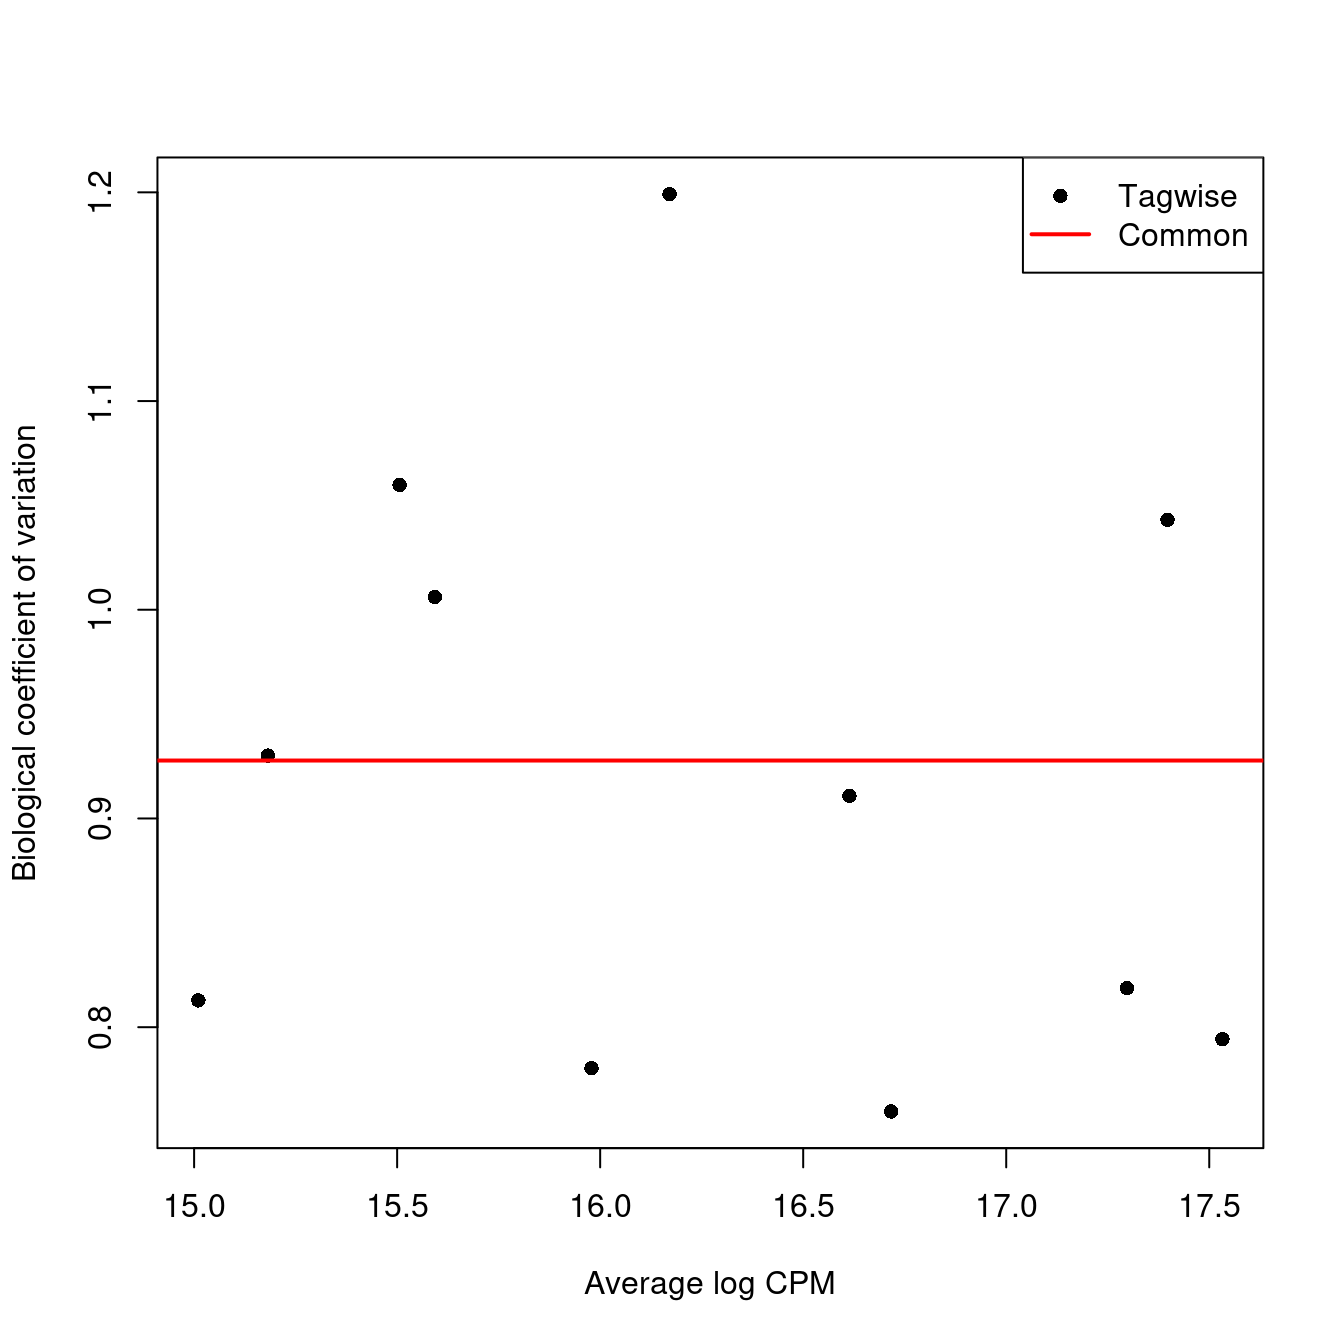 Tagwise
Common
Biological coefficient of variation
1.2
1.1
1.0
0.9
0.8
15.0 15.5 16.0 16.5 17.0 17.5
Average log CPM